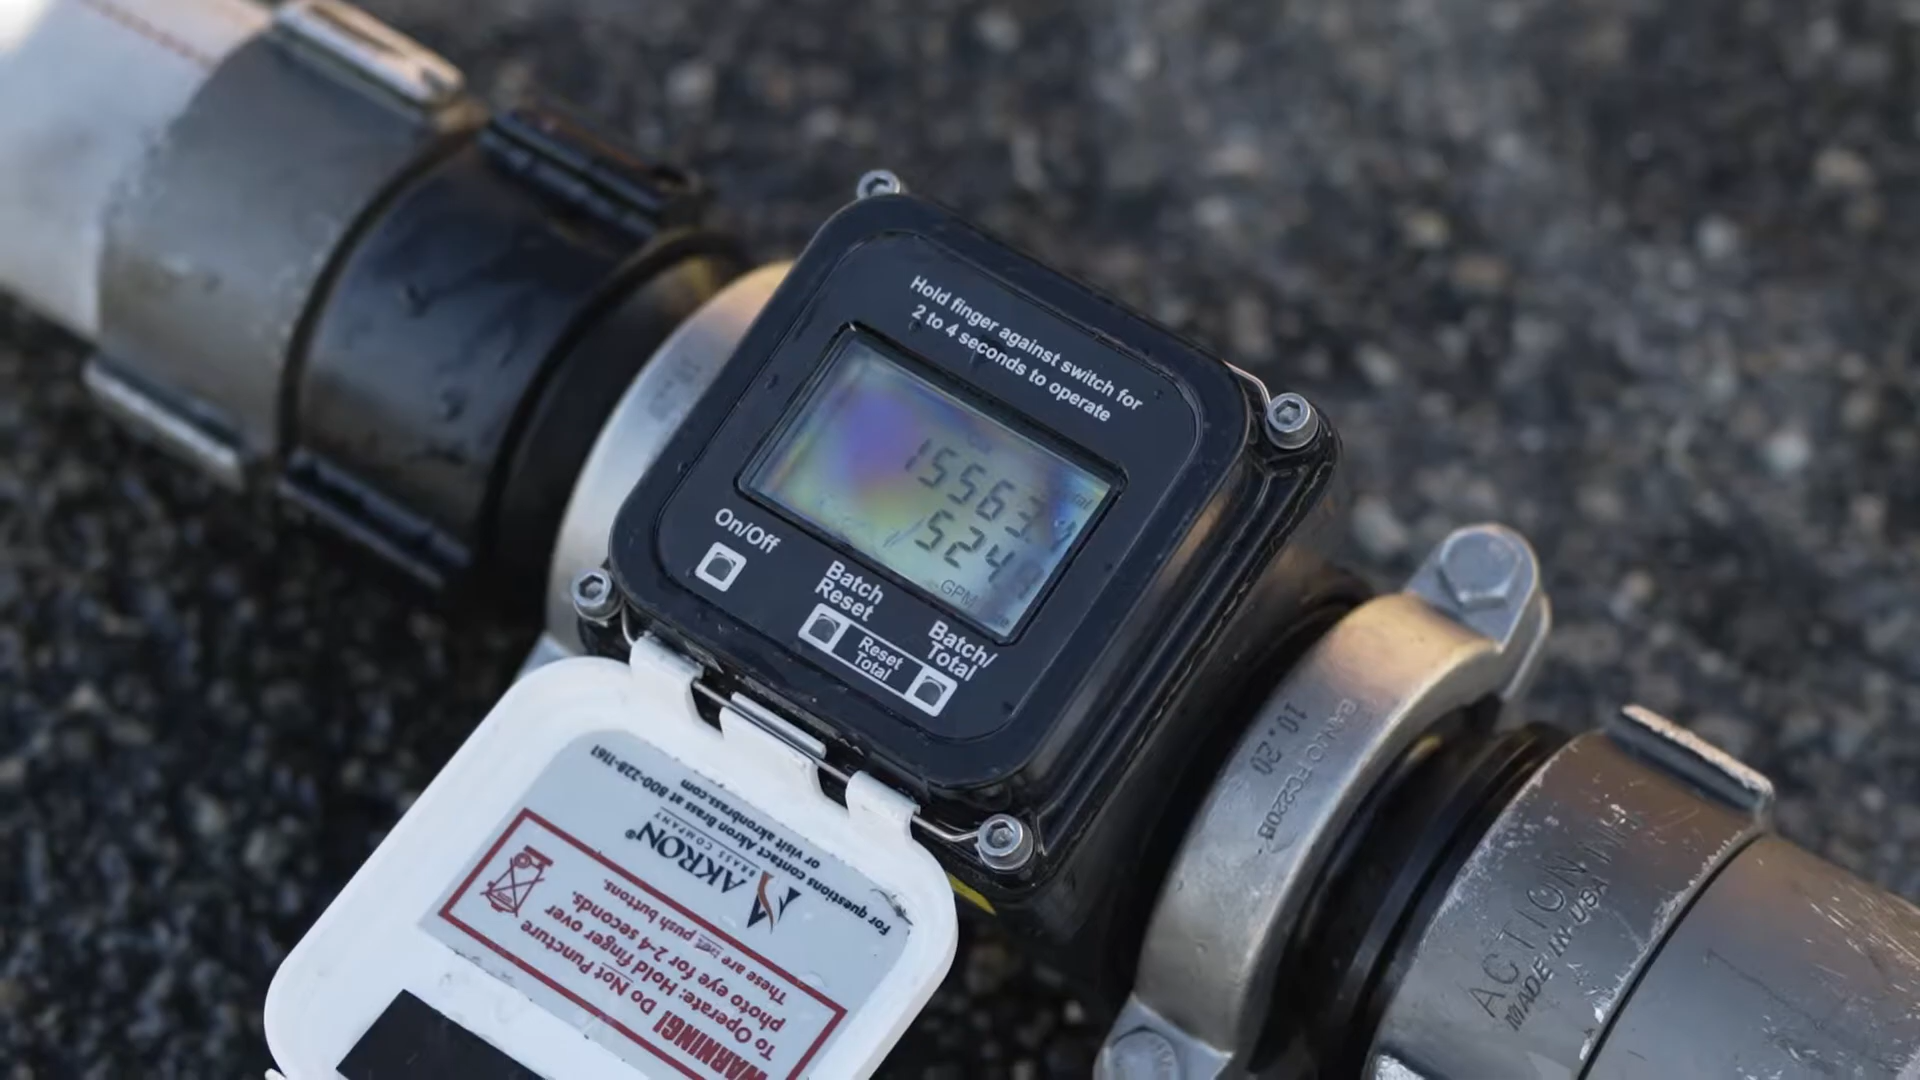 Hold finger against switch for
2 to 4 seconds to operate
15563
524
GPM
On/Off
Batch
Reset
Reset
Total
Batch/
Total
For questions contact Akron Brass at 800-228-1161
or visit akronbrass.com
AKRON®
BRASS COMPANY
WARNING! Do Not Puncture
To Operate: Hold finger over
photo eye for 2-4 seconds.
These are not push buttons.
BANJO FC220B
10.20
ACTION NH
MADE IN USA